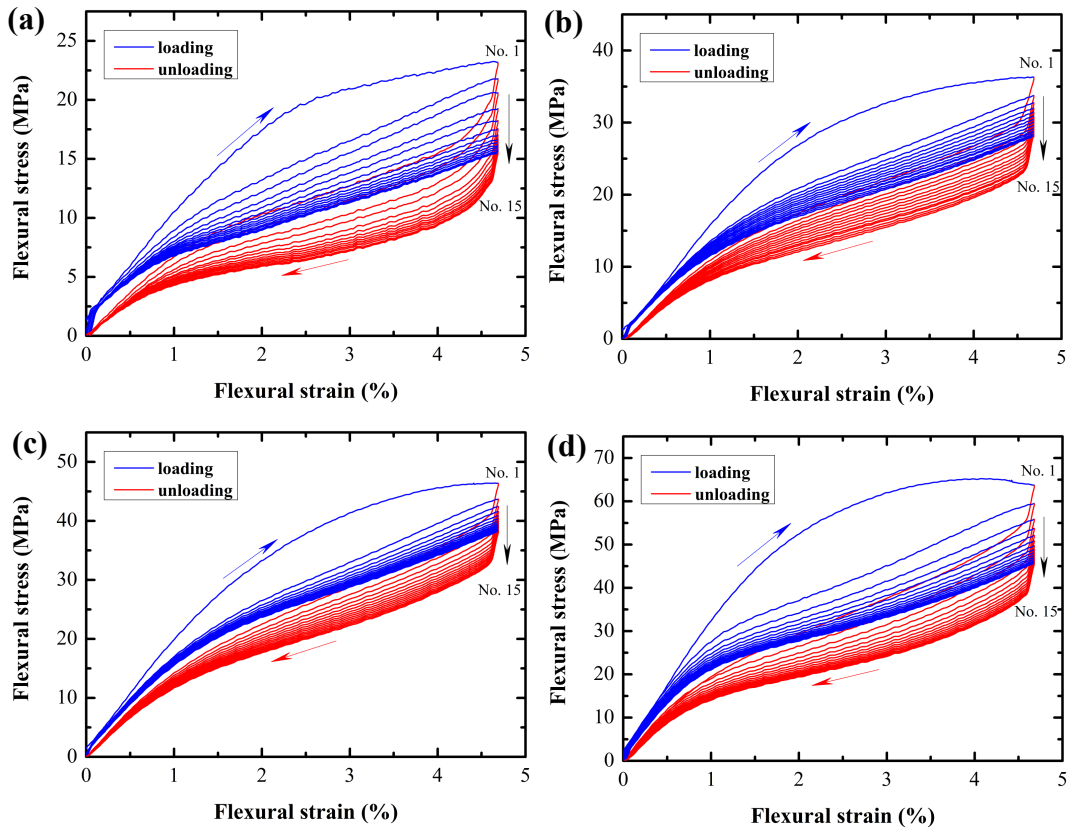 (a)
25
20
15
10
5
0
0 1 2 3 4 5
Flexural stress (MPa)
Flexural strain (%)
loading
unloading
No. 1
No. 15
(b)
40
30
20
10
0
0 1 2 3 4 5
Flexural stress (MPa)
Flexural strain (%)
loading
unloading
No. 1
No. 15
(c)
50
40
30
20
10
0
0 1 2 3 4 5
Flexural stress (MPa)
Flexural strain (%)
loading
unloading
No. 1
No. 15
(d)
70
60
50
40
30
20
10
0
0 1 2 3 4 5
Flexural stress (MPa)
Flexural strain (%)
loading
unloading
No. 1
No. 15